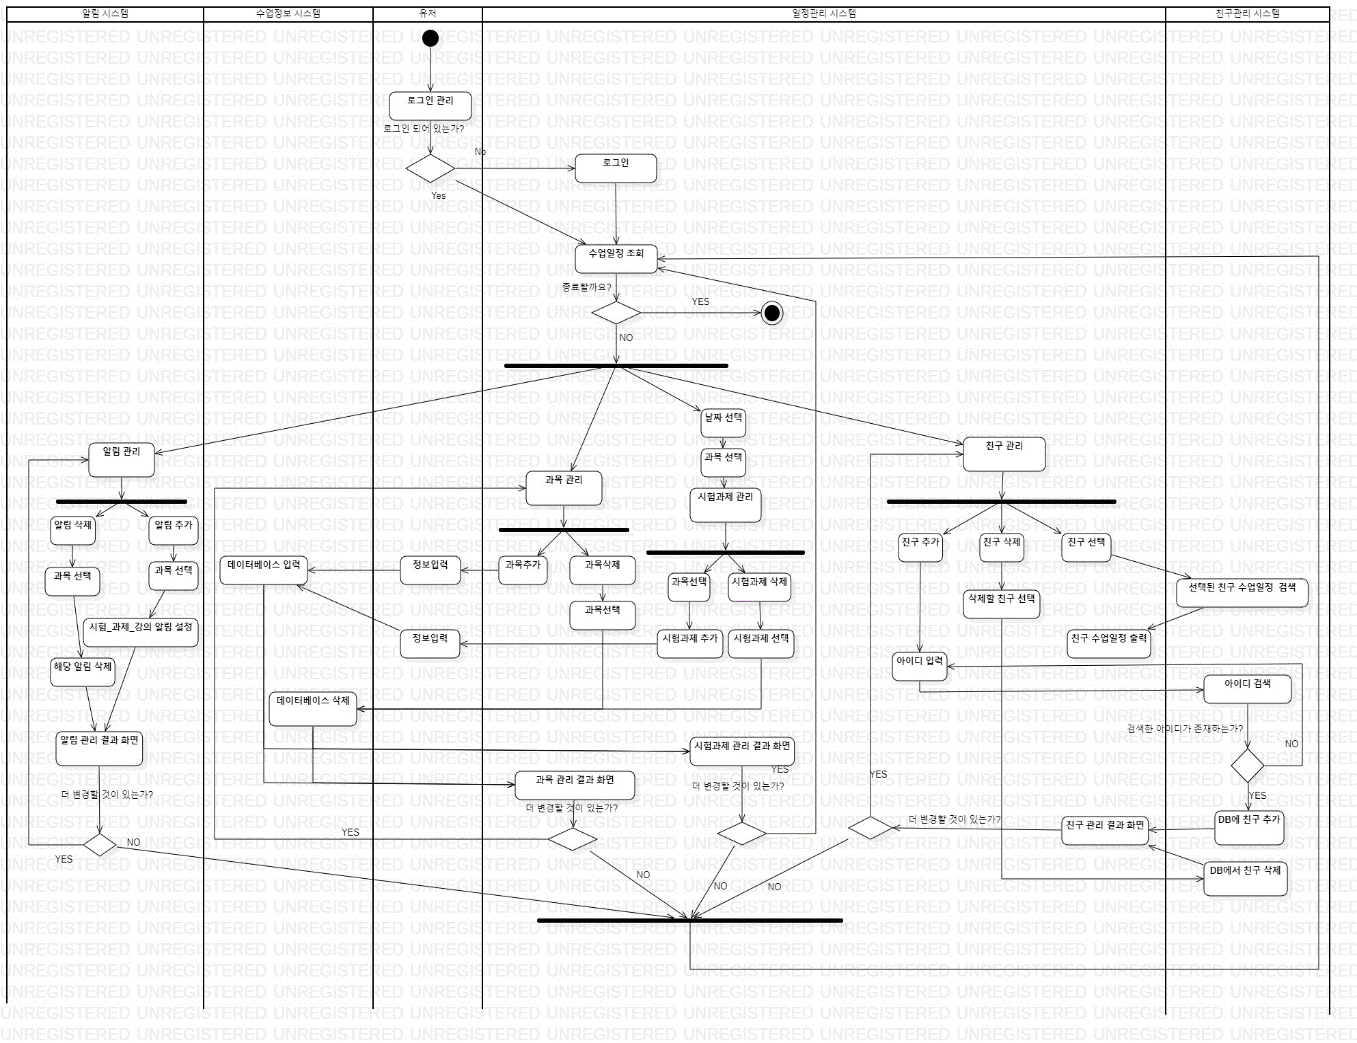 알림 시스템
수업정보 시스템
유저
일정관리 시스템
친구관리 시스템
로그인 관리
로그인 되어 있는가?
No
Yes
로그인
수업일정 조회
종료할까요?
YES
NO
알림 관리
과목 관리
날짜 선택
과목 선택
시험과제 관리
친구 관리
알림 삭제
알림 추가
과목 선택
과목 선택
시험_과제_강의 알림 설정
해당 알림 삭제
알림 관리 결과 화면
더 변경할 것이 있는가?
YES
NO
데이터베이스 입력
정보입력
과목추가
과목삭제
과목선택
정보입력
데이터베이스 삭제
과목선택
시험과제 삭제
시험과제 추가
시험과제 선택
시험과제 관리 결과 화면
YES
더 변경할 것이 있는가?
과목 관리 결과 화면
더 변경할 것이 있는가?
YES
NO
NO
NO
친구 추가
친구 삭제
친구 선택
삭제할 친구 선택
선택된 친구 수업일정 검색
친구 수업일정 출력
아이디 입력
아이디 검색
검색한 아이디가 존재하는가?
NO
YES
DB에 친구 추가
DB에서 친구 삭제
친구 관리 결과 화면
더 변경할 것이 있는가?
YES
UNREGISTERED